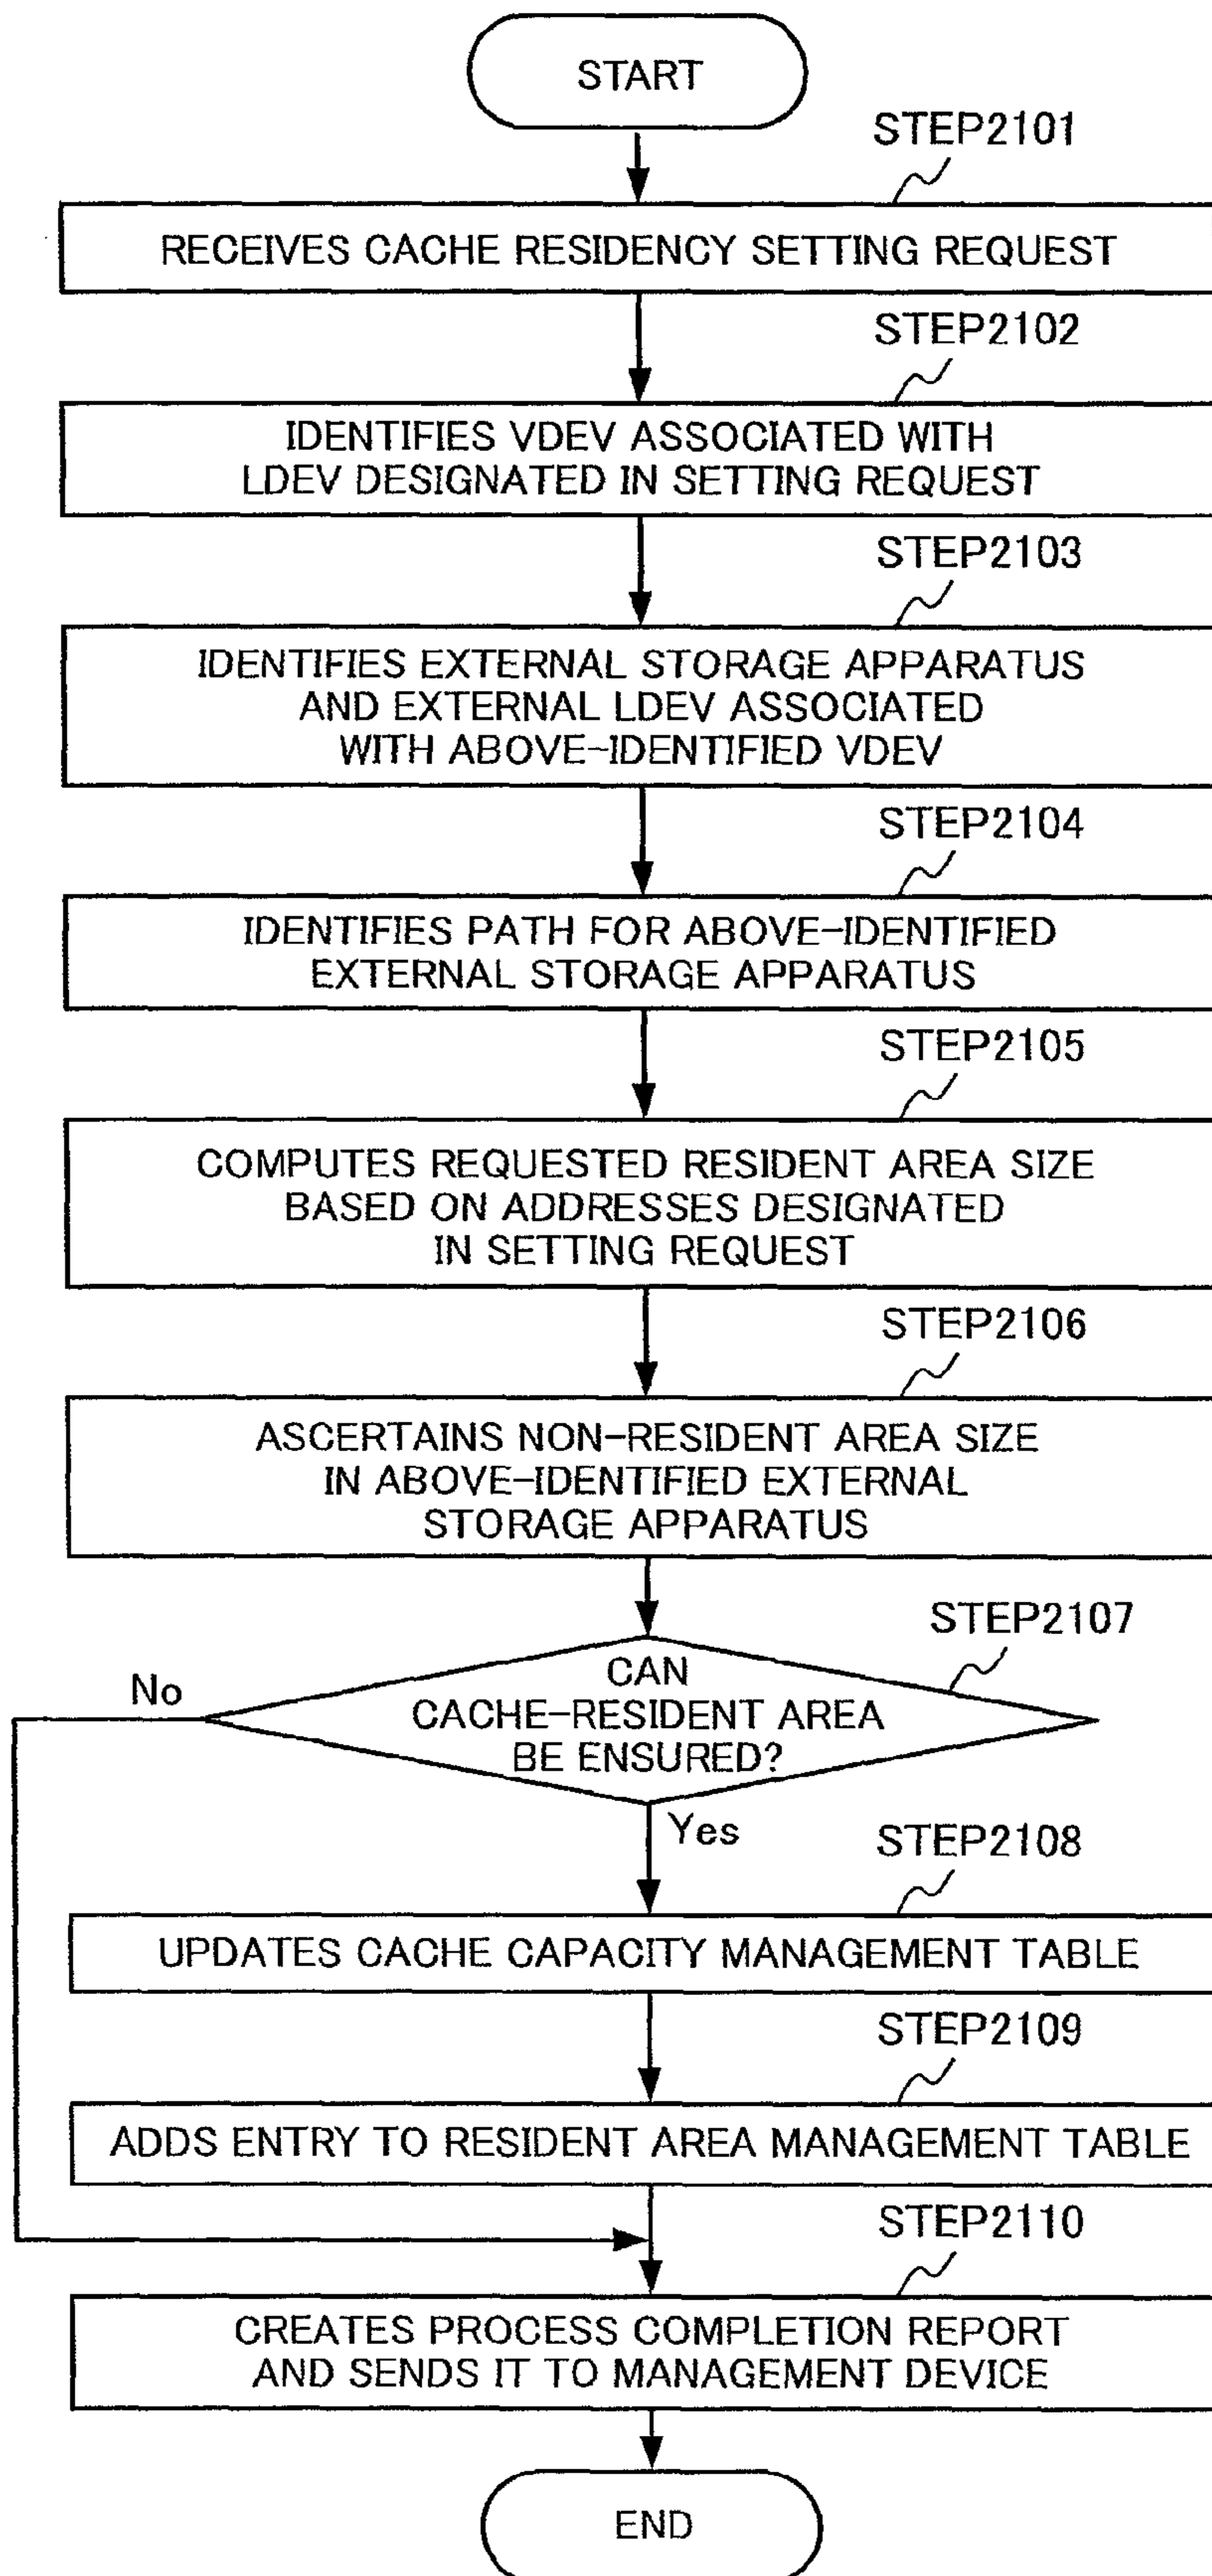 START
STEP2101
RECEIVES CACHE RESIDENCY SETTING REQUEST
STEP2102
IDENTIFIES VDEV ASSOCIATED WITH
LDEV DESIGNATED IN SETTING REQUEST
STEP2103
IDENTIFIES EXTERNAL STORAGE APPARATUS
AND EXTERNAL LDEV ASSOCIATED
WITH ABOVE-IDENTIFIED VDEV
STEP2104
IDENTIFIES PATH FOR ABOVE-IDENTIFIED
EXTERNAL STORAGE APPARATUS
STEP2105
COMPUTES REQUESTED RESIDENT AREA SIZE
BASED ON ADDRESSES DESIGNATED
IN SETTING REQUEST
STEP2106
ASCERTAINS NON-RESIDENT AREA SIZE
IN ABOVE-IDENTIFIED EXTERNAL
STORAGE APPARATUS
STEP2107
No
CAN
CACHE-RESIDENT AREA
BE ENSURED?
Yes
STEP2108
UPDATES CACHE CAPACITY MANAGEMENT TABLE
STEP2109
ADDS ENTRY TO RESIDENT AREA MANAGEMENT TABLE
STEP2110
CREATES PROCESS COMPLETION REPORT
AND SENDS IT TO MANAGEMENT DEVICE
END